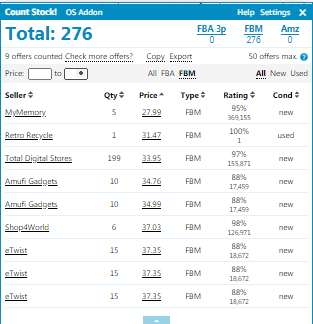 Count Stock! OS Addon Help Settings ✕
Total: 276 FBA 3p FBM Amz
0 276 0
9 offers counted Check more offers? Copy Export 50 offers max. ?
Price: to All FBA FBM All New Used
Seller Qty Price Type Rating Cond
MyMemory 5 27.99 FBM 95% new
369,155
Retro Recycle 1 31.47 FBM 100% used
1
Total Digital Stores 199 33.95 FBM 97% new
155,871
Amufi Gadgets 10 34.76 FBM 88% new
17,459
Amufi Gadgets 10 34.99 FBM 88% new
17,459
Shop4World 6 37.03 FBM 98% new
126,971
eTwist 15 37.35 FBM 88% new
18,672
eTwist 15 37.35 FBM 88% new
18,672
eTwist 15 37.35 FBM 88% new
18,672